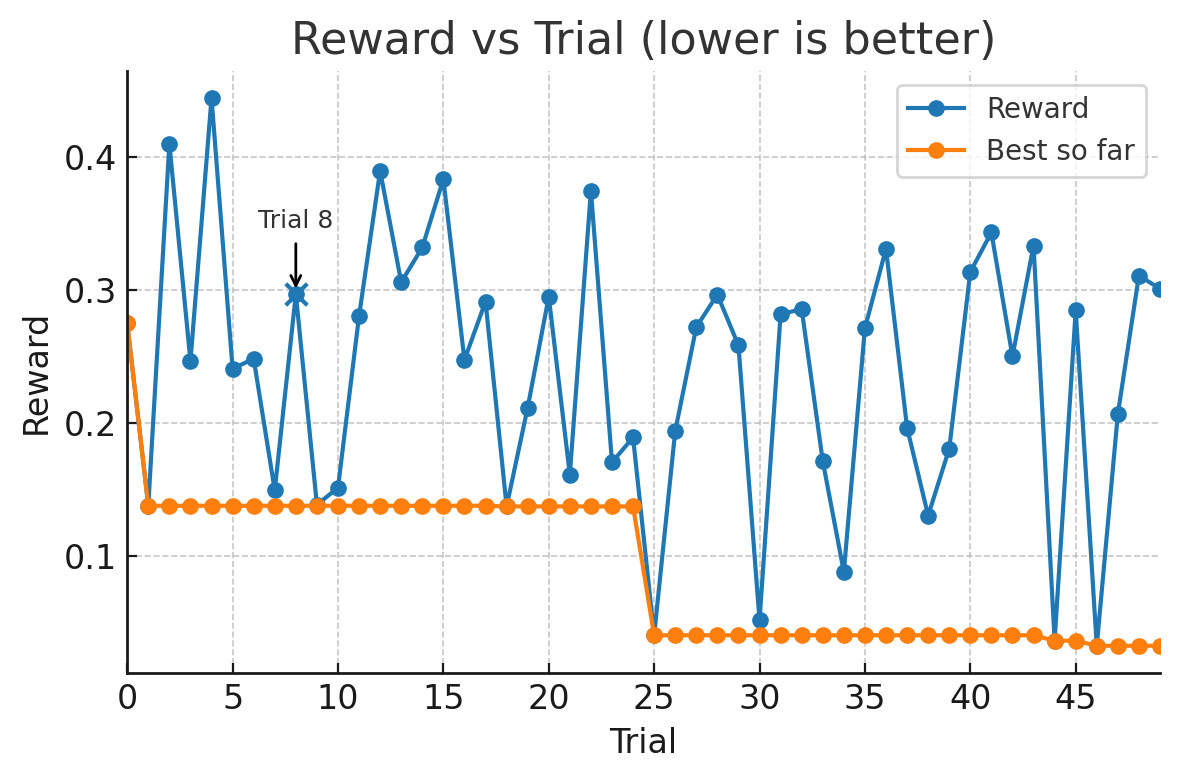 Reward vs Trial (lower is better)
Reward
Best so far
Trial 8
0.4
0.3
0.2
0.1
Reward
0 5 10 15 20 25 30 35 40 45
Trial